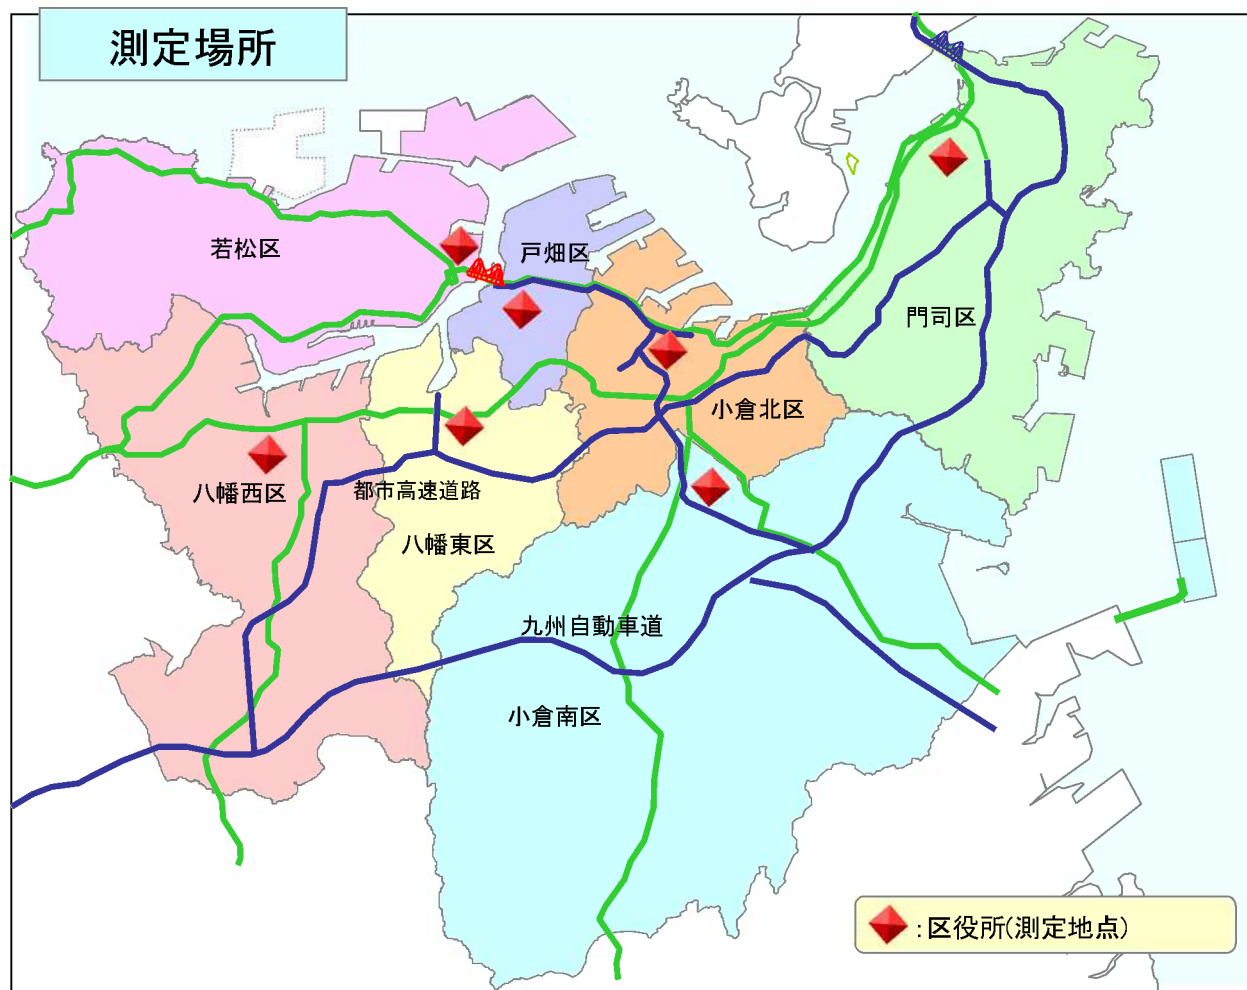 測定場所
若松区
戸畑区
門司区
小倉北区
八幡西区
都市高速道路
八幡東区
九州自動車道
小倉南区
:区役所(測定地点)